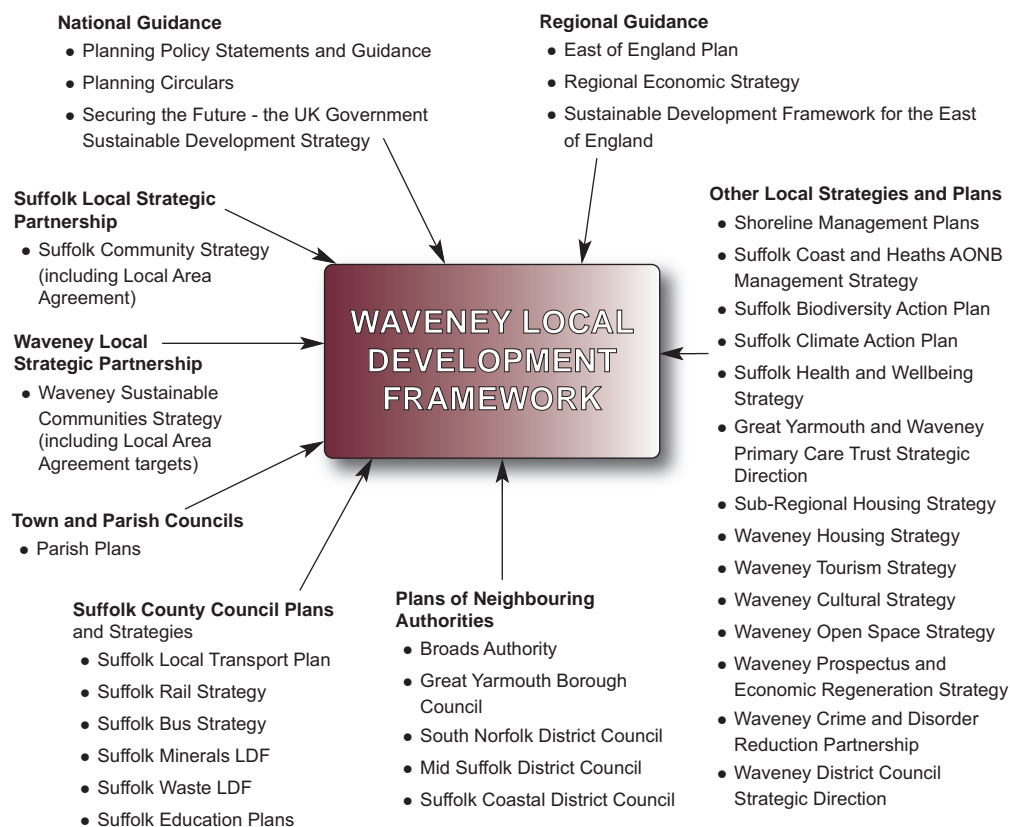 National Guidance
● Planning Policy Statements and Guidance
● Planning Circulars
● Securing the Future - the UK Government
Sustainable Development Strategy
Regional Guidance
● East of England Plan
● Regional Economic Strategy
● Sustainable Development Framework for the East
of England
Suffolk Local Strategic
Partnership
● Suffolk Community Strategy
(including Local Area
Agreement)
Waveney Local
Strategic Partnership
● Waveney Sustainable
Communities Strategy
(including Local Area
Agreement targets)
Town and Parish Councils
● Parish Plans
WAVENEY LOCAL
DEVELOPMENT
FRAMEWORK
Other Local Strategies and Plans
● Shoreline Management Plans
● Suffolk Coast and Heaths AONB
Management Strategy
● Suffolk Biodiversity Action Plan
● Suffolk Climate Action Plan
● Suffolk Health and Wellbeing
Strategy
● Great Yarmouth and Waveney
Primary Care Trust Strategic
Direction
● Sub-Regional Housing Strategy
● Waveney Housing Strategy
● Waveney Tourism Strategy
● Waveney Cultural Strategy
● Waveney Open Space Strategy
● Waveney Prospectus and
Economic Regeneration Strategy
● Waveney Crime and Disorder
Reduction Partnership
● Waveney District Council
Strategic Direction
Suffolk County Council Plans
and Strategies
● Suffolk Local Transport Plan
● Suffolk Rail Strategy
● Suffolk Bus Strategy
● Suffolk Minerals LDF
● Suffolk Waste LDF
● Suffolk Education Plans
Plans of Neighbouring
Authorities
● Broads Authority
● Great Yarmouth Borough
Council
● South Norfolk District Council
● Mid Suffolk District Council
● Suffolk Coastal District Council